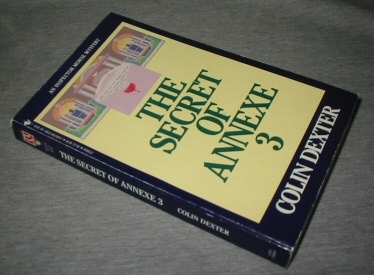 AN INSPECTOR MORSE MYSTERY
THE
SECRET
OF
ANNEXE
3
COLIN DEXTER
THE SECRET OF ANNEXE 3
COLIN DEXTER